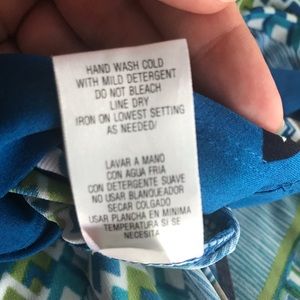 HAND WASH COLD
WITH MILD DETERGENT
DO NOT BLEACH
LINE DRY
IRON ON LOWEST SETTING
AS NEEDED/
LAVAR A MANO
CON AGUA FRIA
CON DETERGENTE SUAVE
NO USAR BLANQUEADOR
SECAR COLGADO
USAR PLANCHA EN MINIMA
TEMPERATURA SI SE
NECESITA